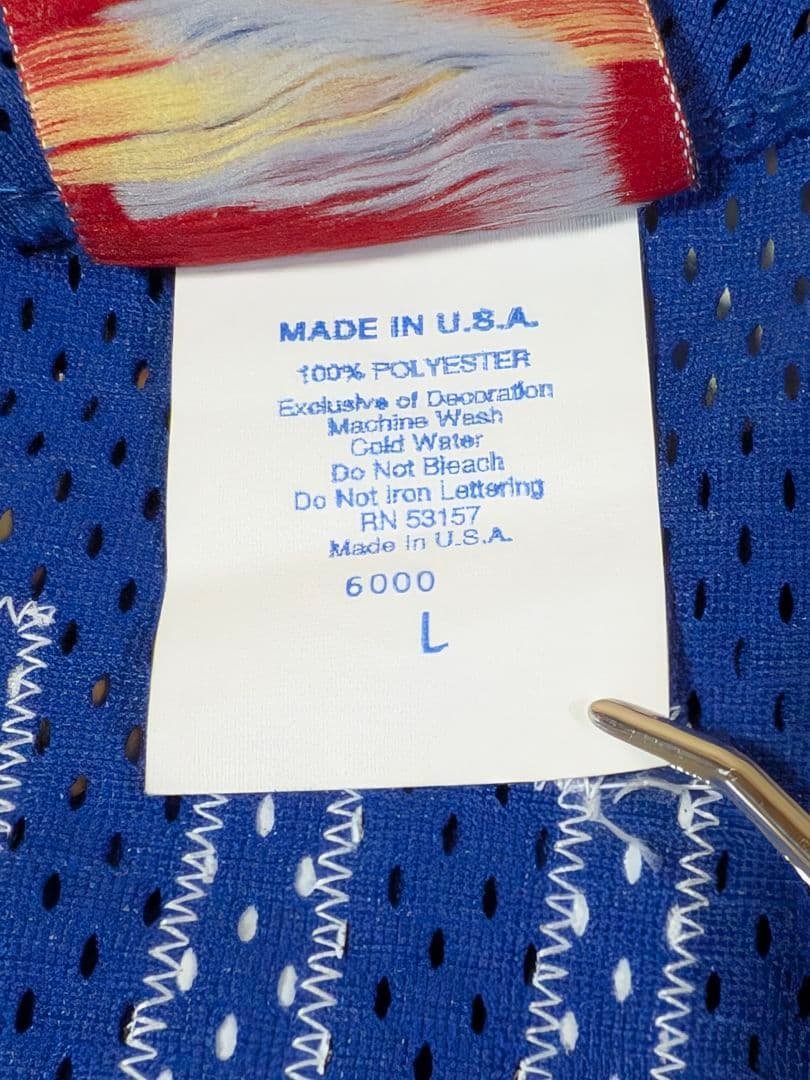 MADE IN U.S.A.
100% POLYESTER
Exclusive of Decoration
Machine Wash
Cold Water
Do Not Bleach
Do Not Iron Lettering
RN 53157
Made in U.S.A.
6000
L